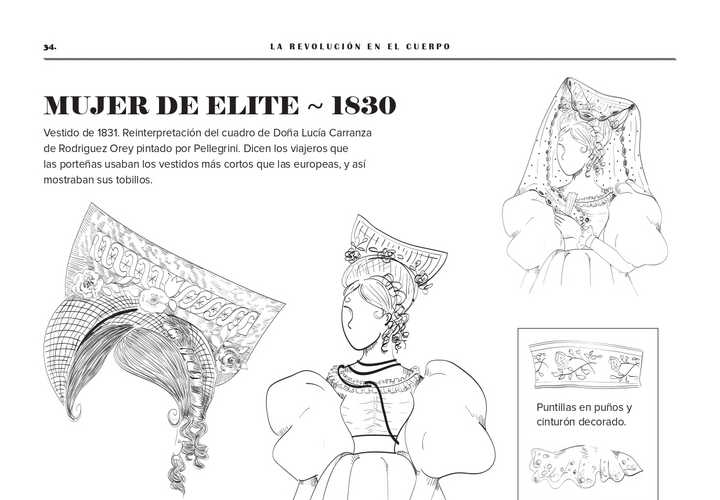 34.
LA REVOLUCIÓN EN EL CUERPO
MUJER DE ELITE ~ 1830
Vestido de 1831. Reinterpretación del cuadro de Doña Lucía Carranza
de Rodriguez Orey pintado por Pellegrini. Dicen los viajeros que
las porteñas usaban los vestidos más cortos que las europeas, y así
mostraban sus tobillos.
Puntillas en puños y
cinturón decorado.